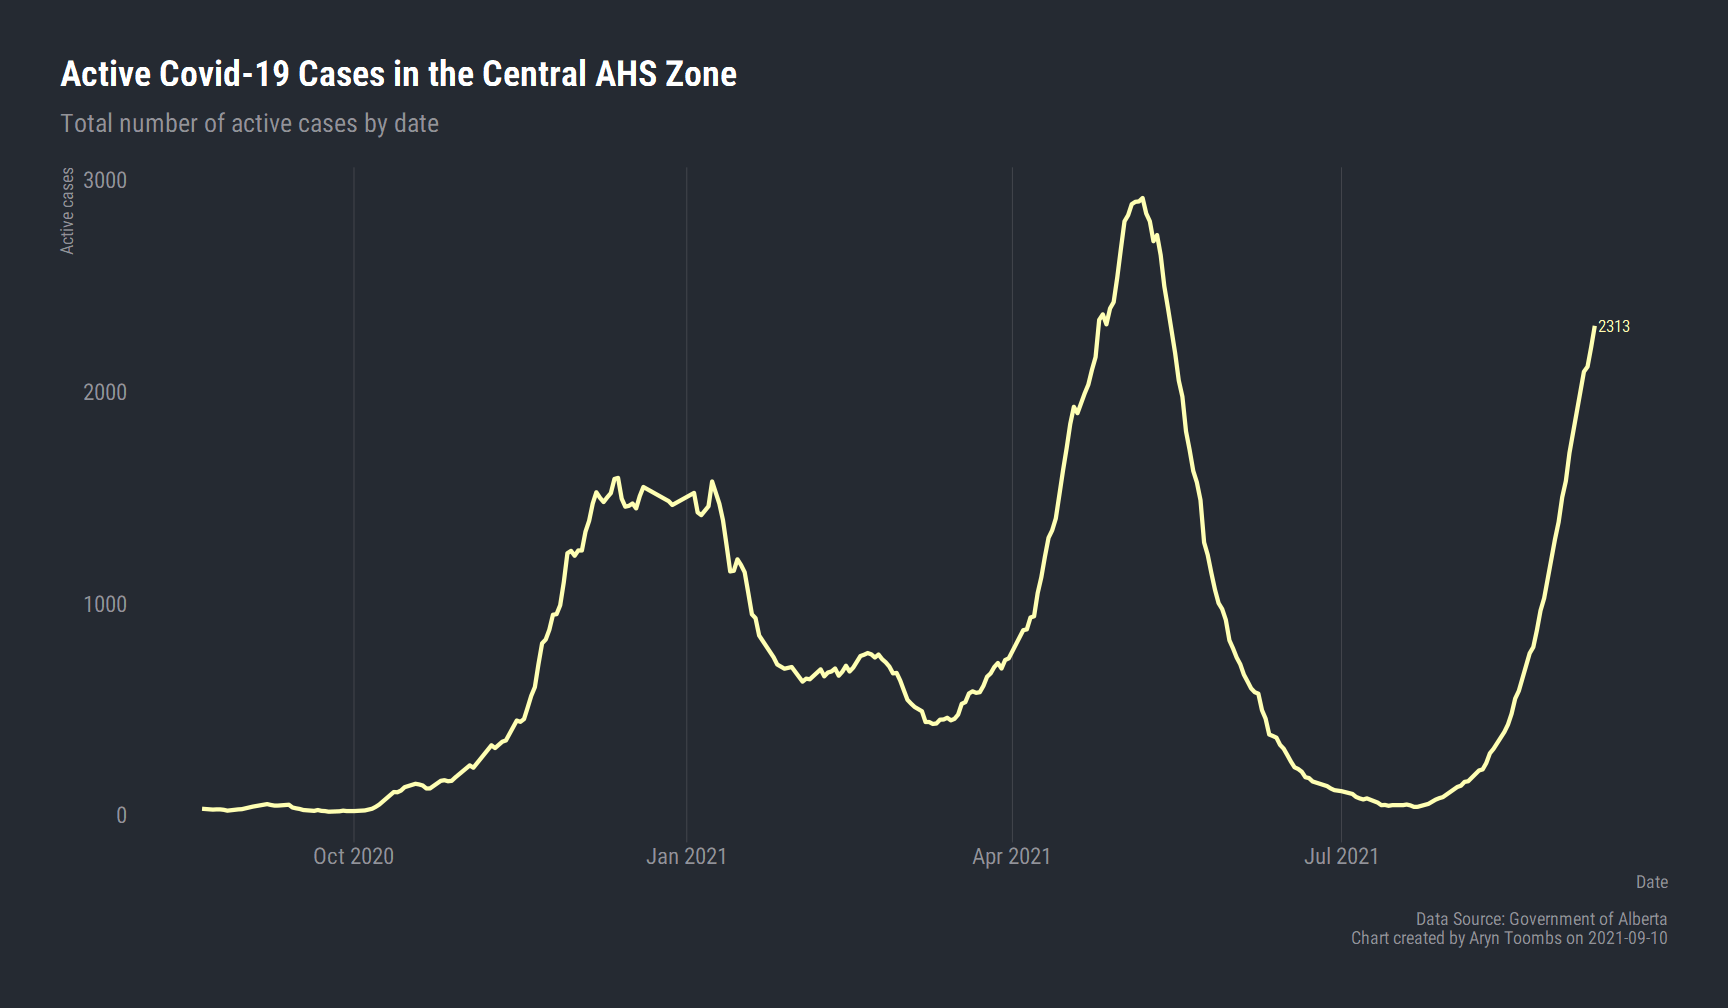 Active Covid-19 Cases in the Central AHS Zone
Total number of active cases by date
Active cases
3000
2000
1000
0
2313
Oct 2020
Jan 2021
Apr 2021
Jul 2021
Date
Data Source: Government of Alberta
Chart created by Aryn Toombs on 2021-09-10